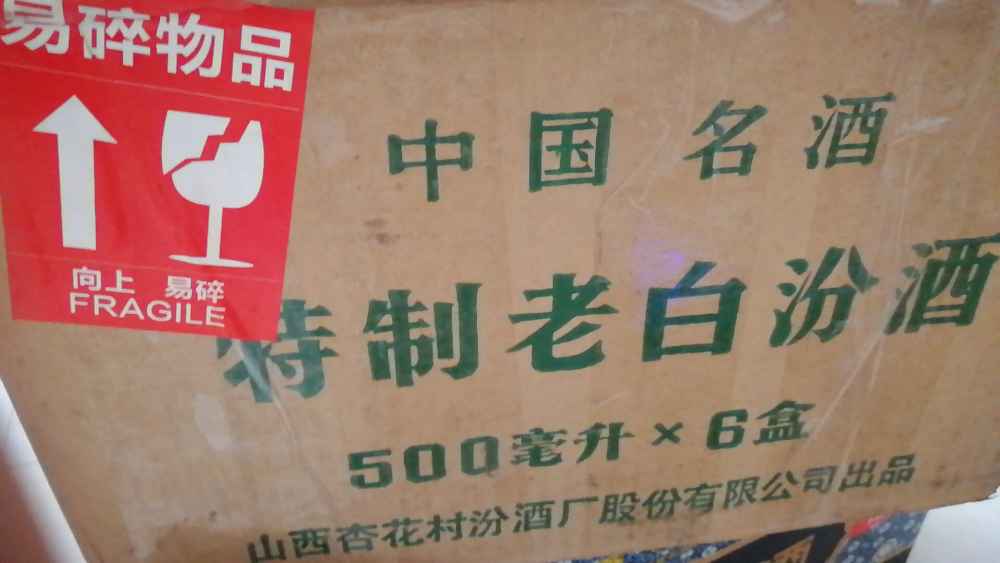 易碎物品
向上 易碎
FRAGILE
中国名酒
特制老白汾酒
500毫升×6盒
山西杏花村汾酒厂股份有限公司出品